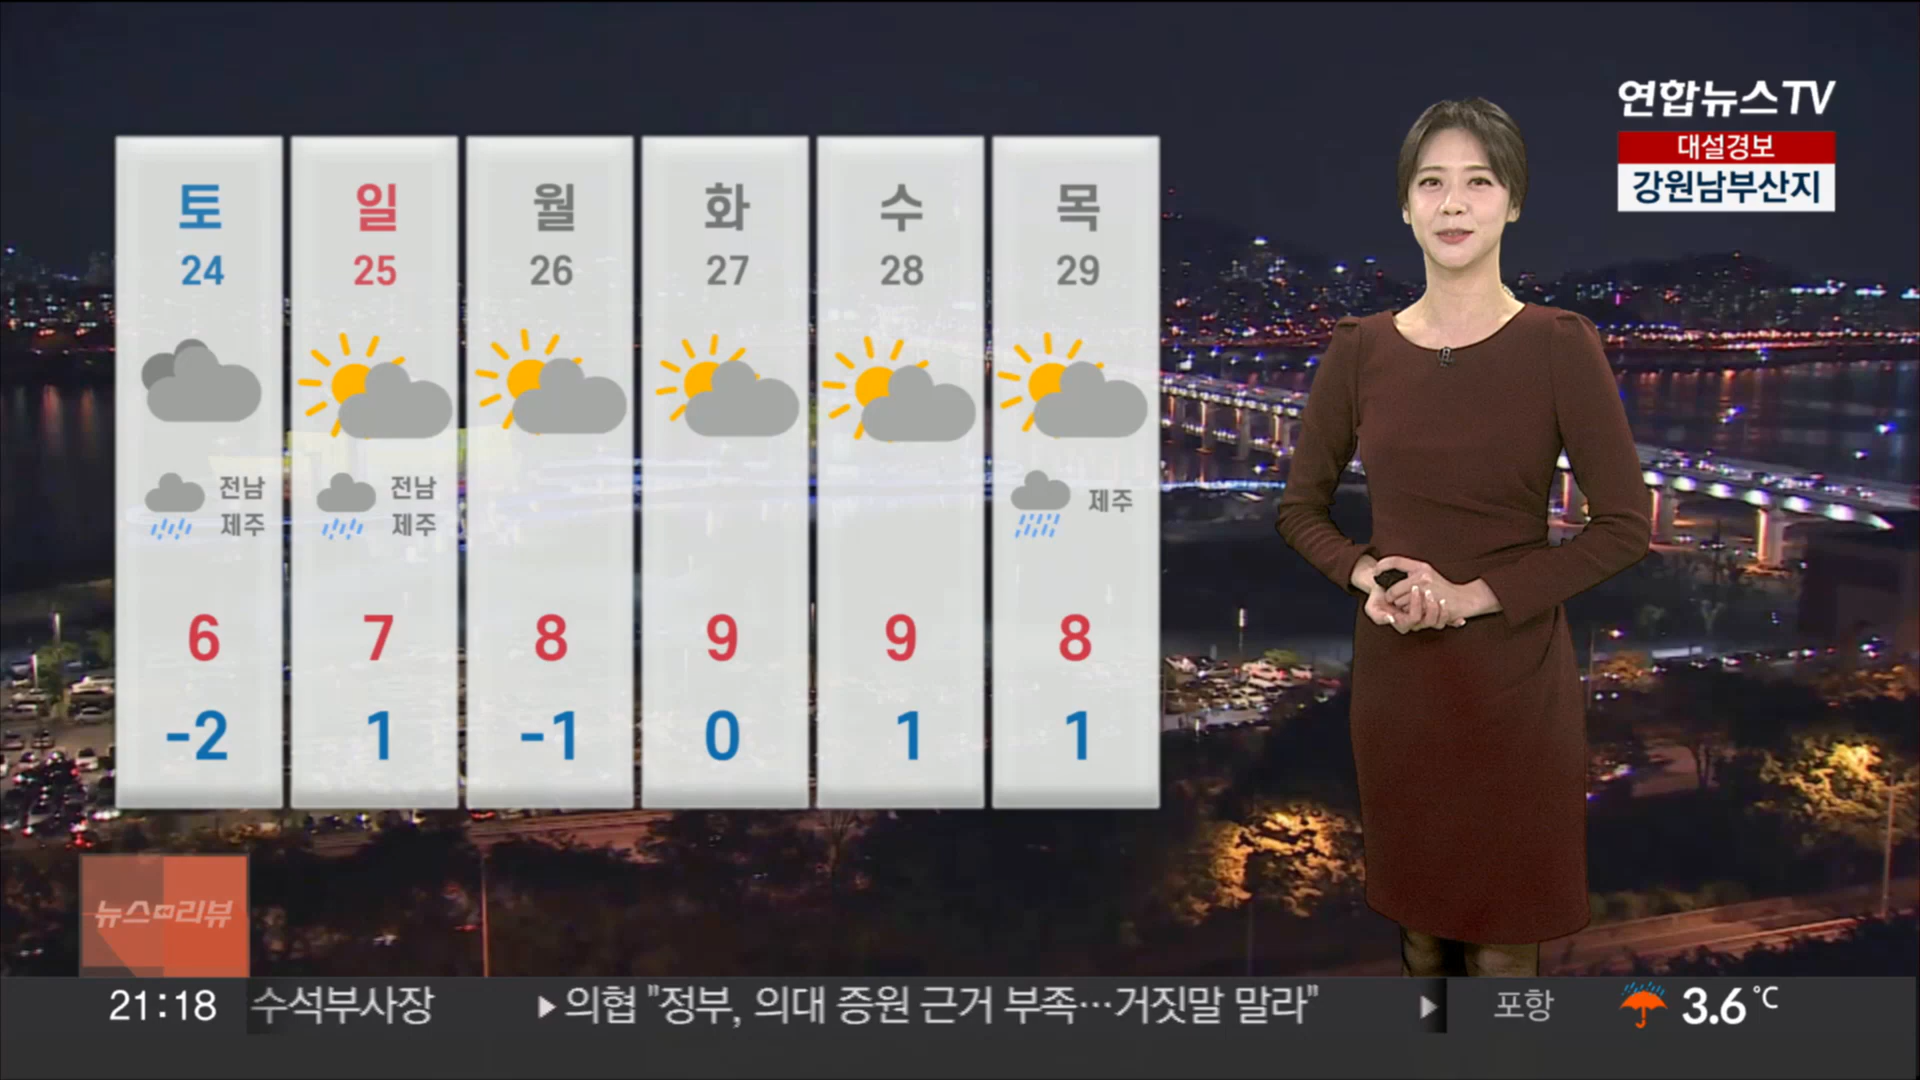 연합뉴스TV
대설경보
강원남부산지
토 일 월 화 수 목
24 25 26 27 28 29
전남 전남
제주 제주 제주
6 7 8 9 9 8
-2 1 -1 0 1 1
뉴스리뷰
21:18 수석부사장 ▶의협 "정부, 의대 증원 근거 부족…거짓말 말라" ▶ 포항 3.6℃